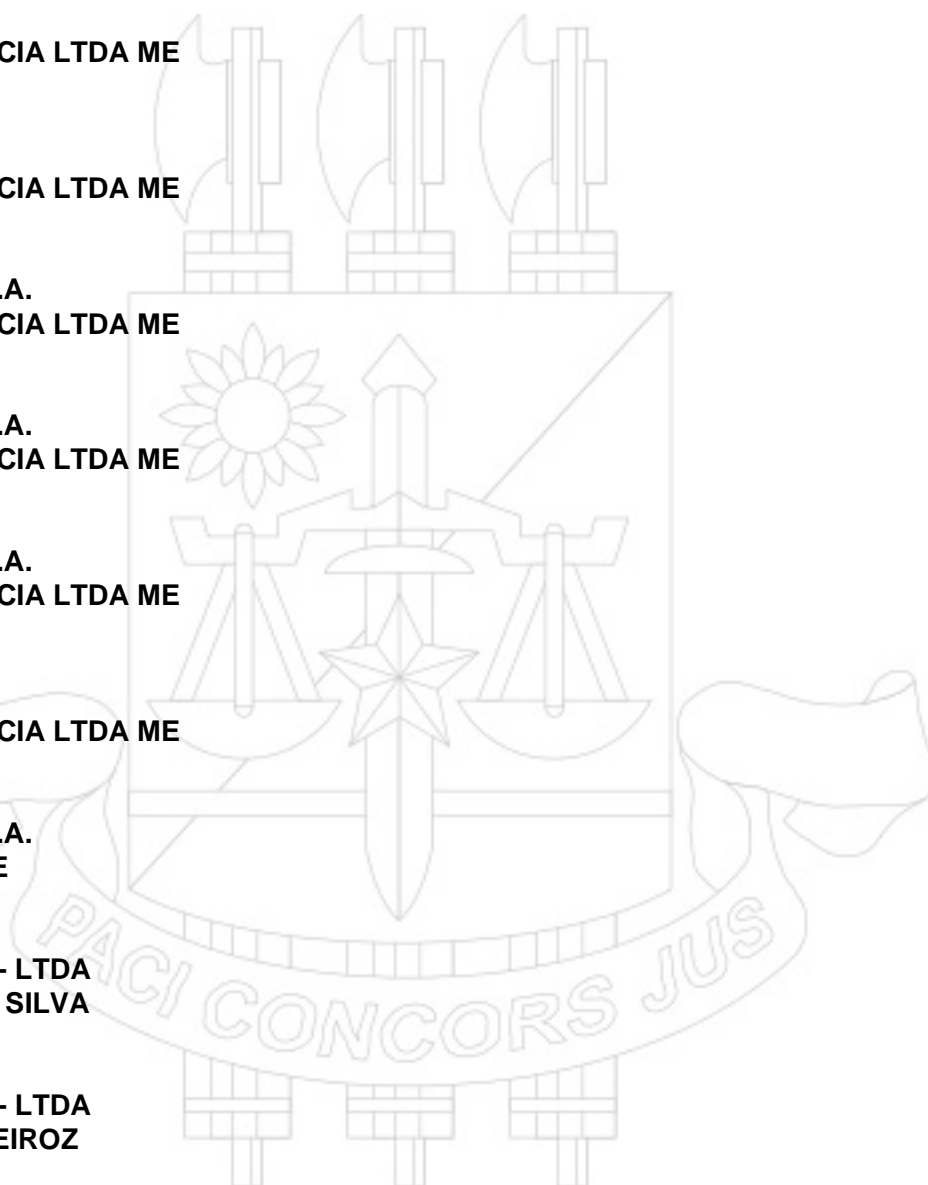 CIA LTDA ME
CIA LTDA ME
.A.
CIA LTDA ME
.A.
CIA LTDA ME
.A.
CIA LTDA ME
CIA LTDA ME
.A.
E
- LTDA
SILVA
- LTDA
EIROZ
PACI CONCORS JUS